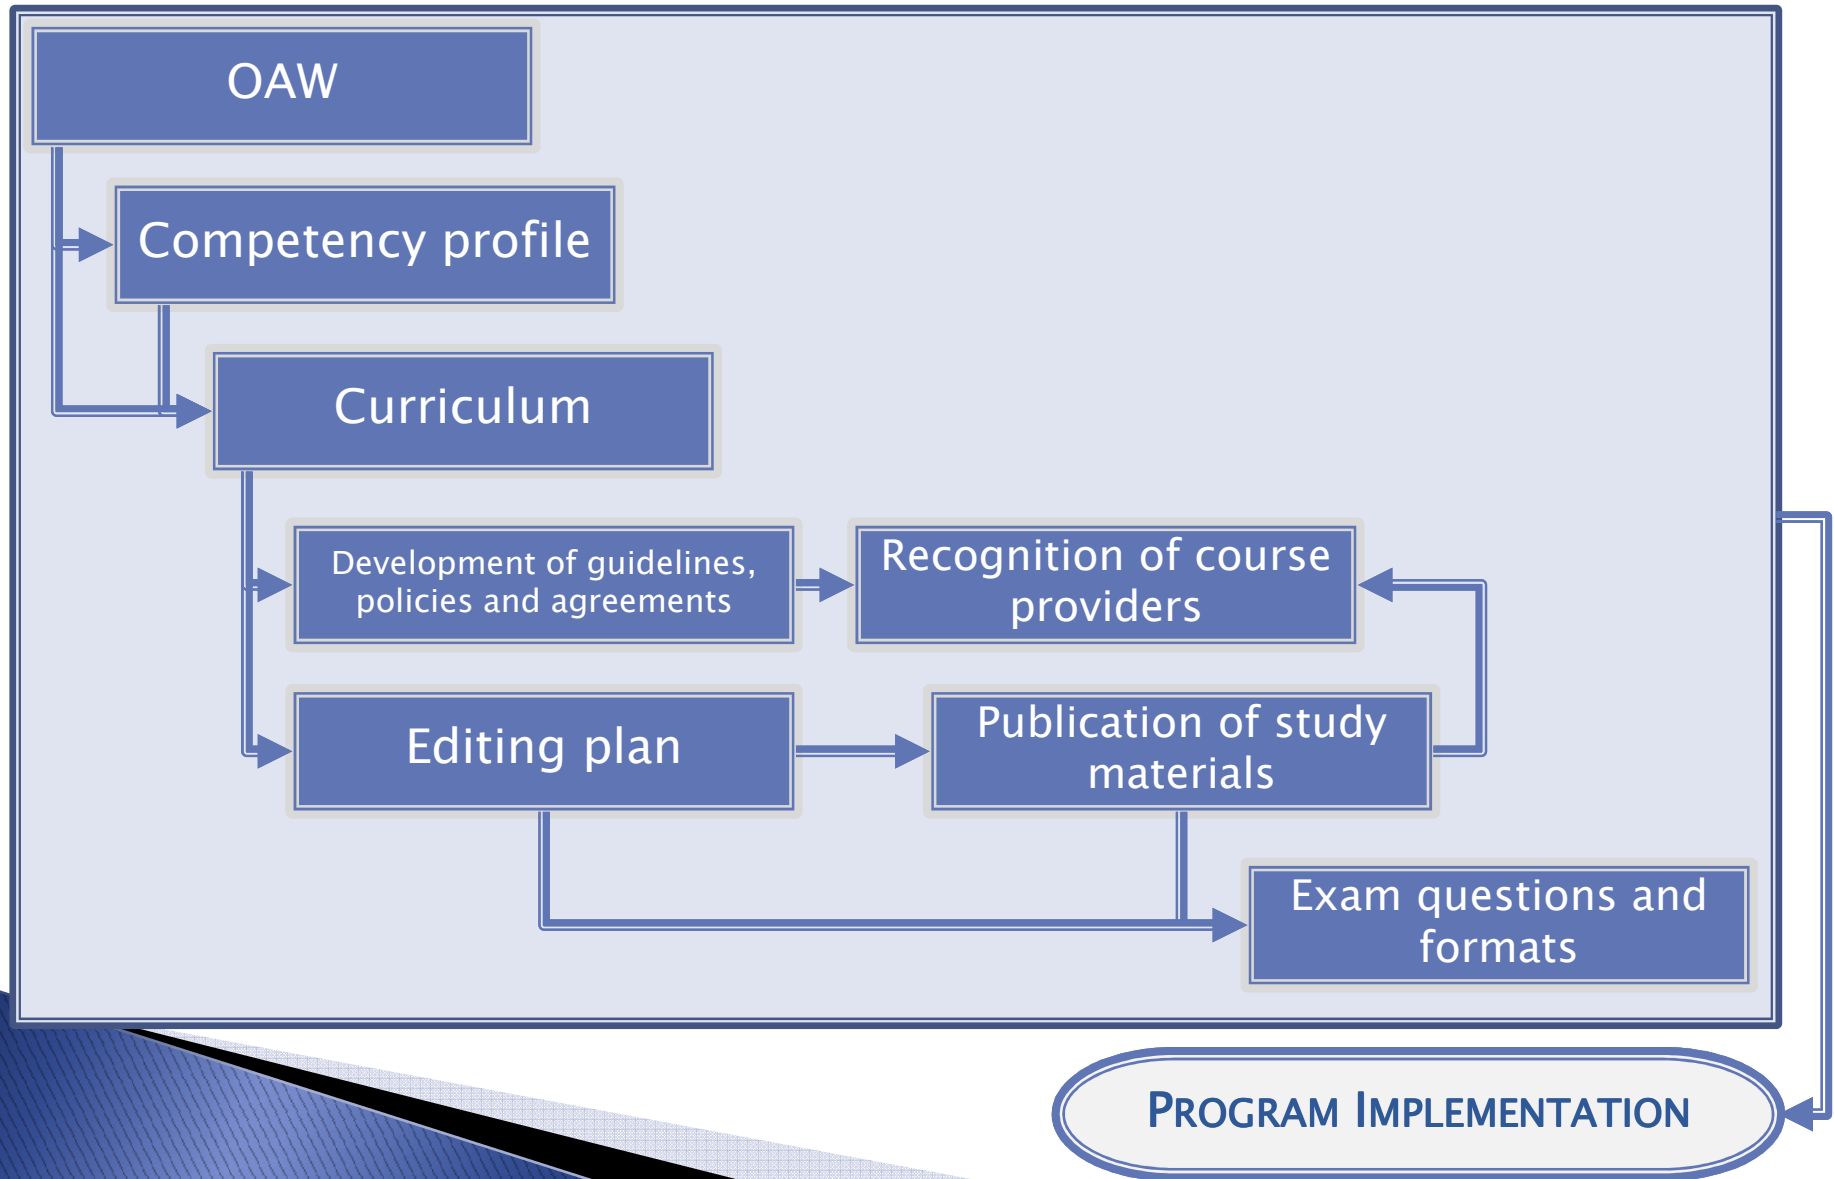 OAW
Competency profile
Curriculum
Development of guidelines,
policies and agreements
Recognition of course
providers
Editing plan
Publication of study
materials
Exam questions and
formats
PROGRAM IMPLEMENTATION